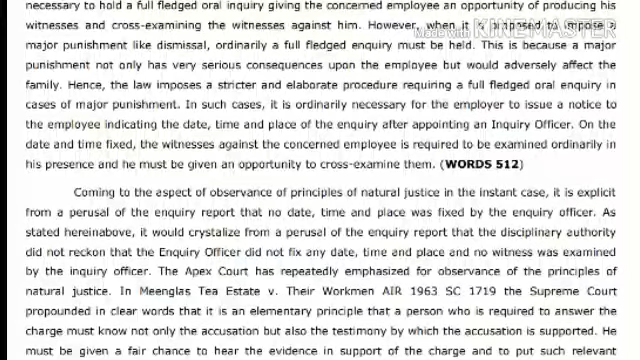 necessary to hold a full fledged oral inquiry giving the concerned employee an opportunity of producing his
witnesses and cross-examining the witnesses against him. However, when it is proposed to impose a
Made with KINEMASTER
major punishment like dismissal, ordinarily a full fledged enquiry must be held. This is because a major
punishment not only has very serious consequences upon the employee but would adversely affect the
family. Hence, the law imposes a stricter and elaborate procedure requiring a full fledged oral enquiry in
cases of major punishment. In such cases, it is ordinarily necessary for the employer to issue a notice to
the employee indicating the date, time and place of the enquiry after appointing an Inquiry Officer. On the
date and time fixed, the witnesses against the concerned employee is required to be examined ordinarily in
his presence and he must be given an opportunity to cross-examine them. (WORDS 512)
Coming to the aspect of observance of principles of natural justice in the instant case, it is explicit
from a perusal of the enquiry report that no date, time and place was fixed by the enquiry officer. As
stated hereinabove, it would crystalize from a perusal of the enquiry report that the disciplinary authority
did not reckon that the Enquiry Officer did not fix any date, time and place and no witness was examined
by the inquiry officer. The Apex Court has repeatedly emphasized for observance of the principles of
natural justice. In Meenglas Tea Estate v. Their Workmen AIR 1963 SC 1719 the Supreme Court
propounded in clear words that it is an elementary principle that a person who is required to answer the
charge must know not only the accusation but also the testimony by which the accusation is supported. He
must be given a fair chance to hear the evidence in support of the charge and to put such relevant